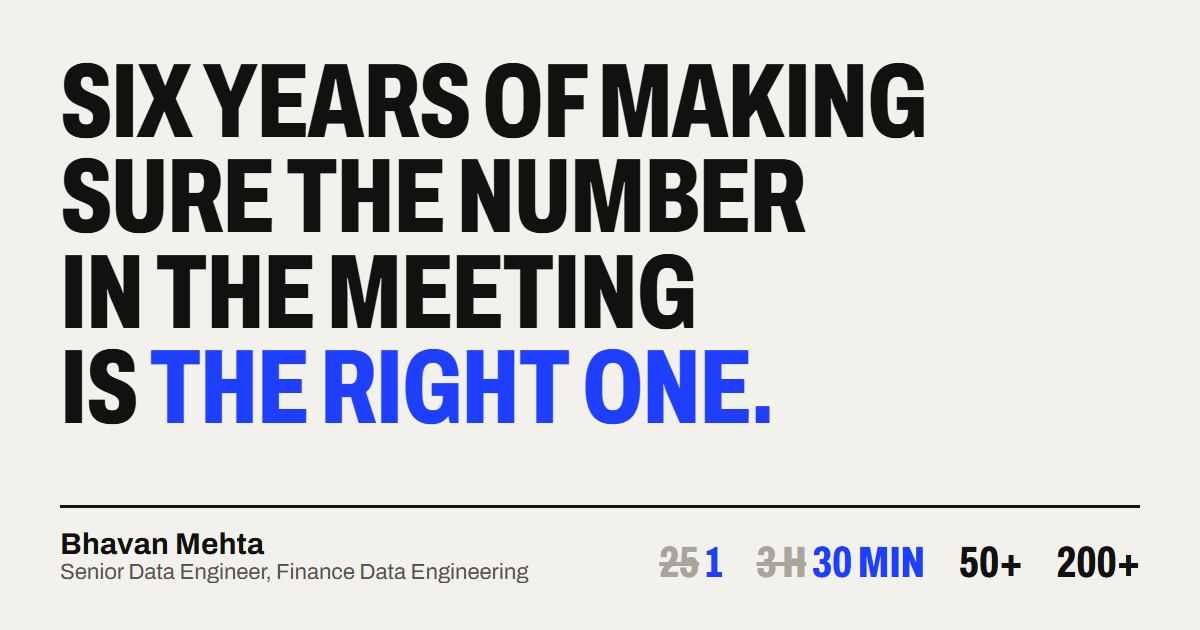 SIX YEARS OF MAKING
SURE THE NUMBER
IN THE MEETING
IS THE RIGHT ONE.
Bhavan Mehta
Senior Data Engineer, Finance Data Engineering
25 1 3 H 30 MIN 50+ 200+